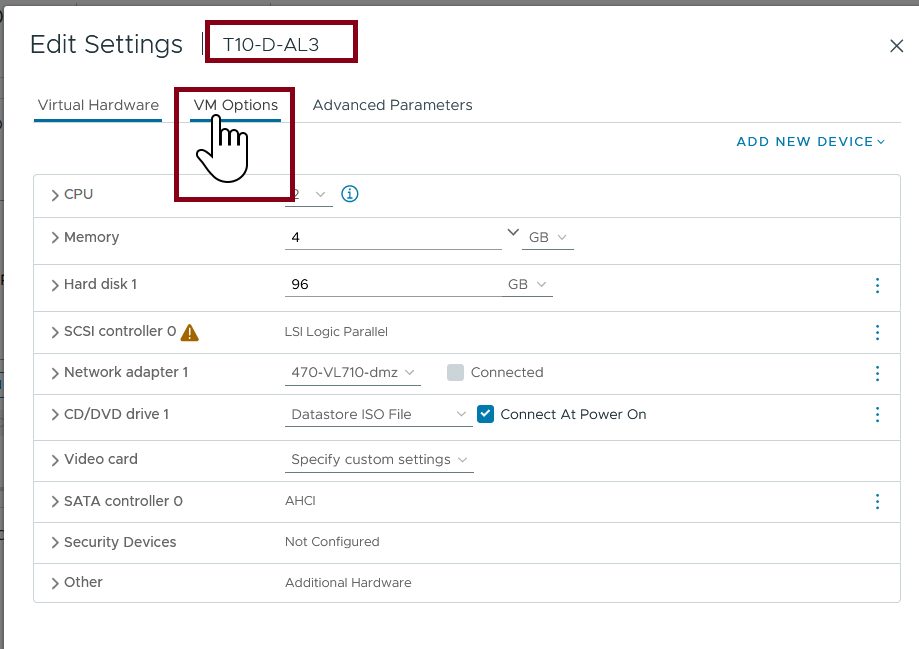 Edit Settings | T10-D-AL3
Virtual Hardware VM Options Advanced Parameters
ADD NEW DEVICE
CPU 2
Memory 4 GB
Hard disk 1 96 GB
SCSI controller 0 LSI Logic Parallel
Network adapter 1 470-VL710-dmz Connected
CD/DVD drive 1 Datastore ISO File Connect At Power On
Video card Specify custom settings
SATA controller 0 AHCI
Security Devices Not Configured
Other Additional Hardware